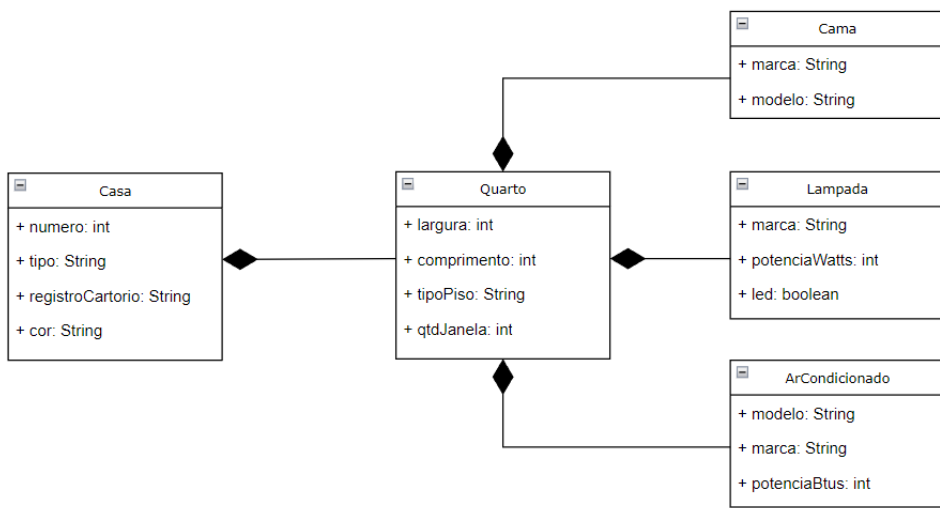 Cama
+ marca: String
+ modelo: String
Casa
+ numero: int
+ tipo: String
+ registroCartorio: String
+ cor: String
Quarto
+ largura: int
+ comprimento: int
+ tipoPiso: String
+ qtdJanela: int
Lampada
+ marca: String
+ potenciaWatts: int
+ led: boolean
ArCondicionado
+ modelo: String
+ marca: String
+ potenciaBtus: int